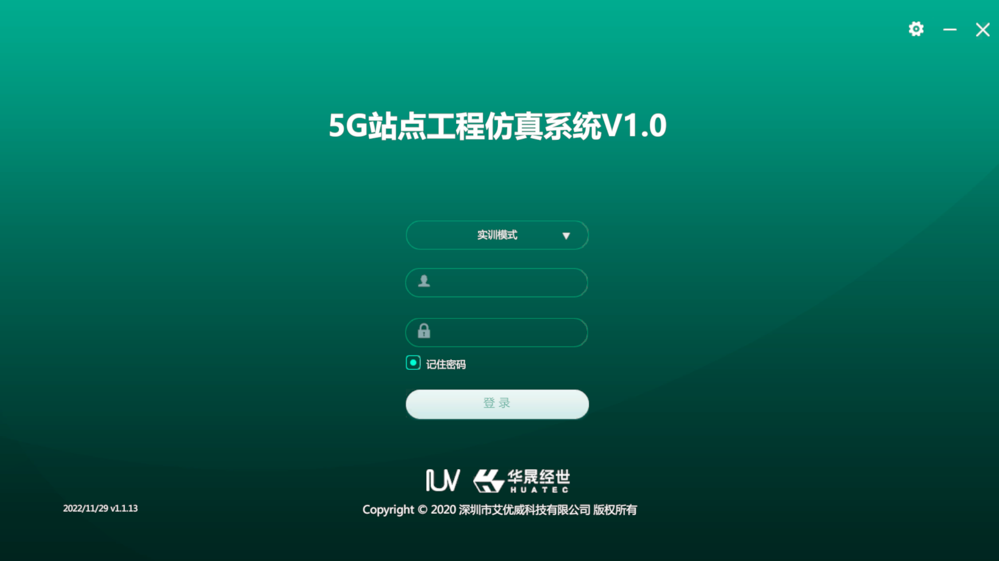 5G站点工程仿真系统V1.0
实训模式
记住密码
登 录
IUV 华晟经世
HUATEC
2022/11/29 v1.1.13
Copyright © 2020 深圳市艾优威科技有限公司 版权所有